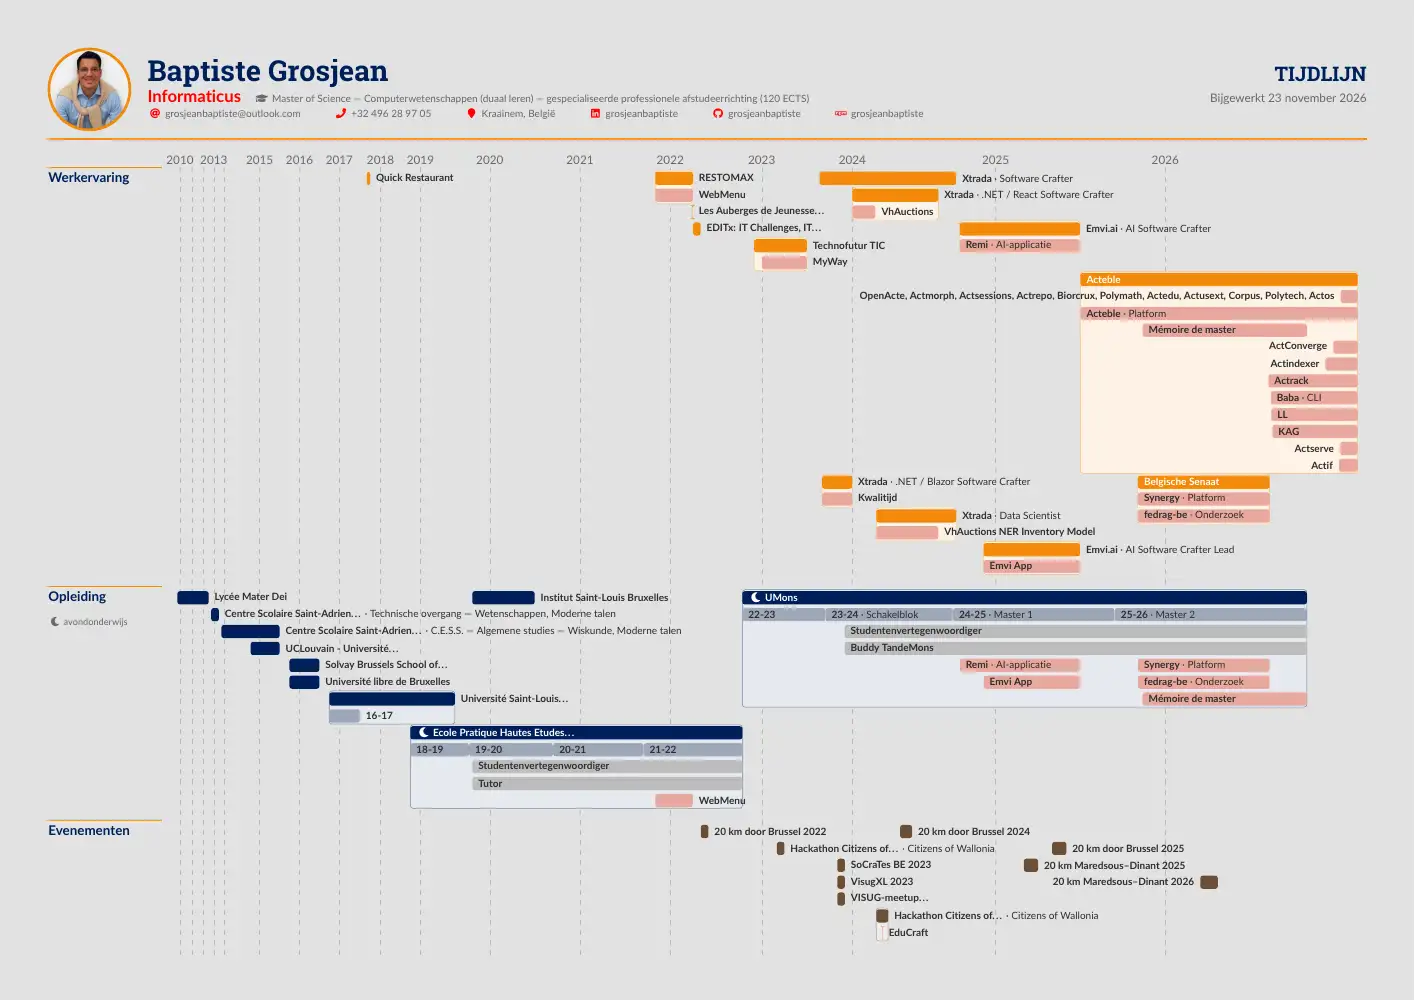 Baptiste Grosjean
TIJDLIJN
Informaticus Master of Science — Computerwetenschappen (duaal leren) — gespecialiseerde professionele afstudeerrichting (120 ECTS)
Bijgewerkt 23 november 2026
grosjeanbaptiste@outlook.com +32 496 28 97 05 Kraainem, België grosjeanbaptiste grosjeanbaptiste grosjeanbaptiste
2010 2013 2015 2016 2017 2018 2019 2020 2021 2022 2023 2024 2025 2026
Werkervaring
Quick Restaurant
RESTOMAX
Xtrada · Software Crafter
WebMenu
Xtrada · .NET / React Software Crafter
Les Auberges de Jeunesse…
VhAuctions
EDITx: IT Challenges, IT…
Emvi.ai · AI Software Crafter
Technofutur TIC
Remi · AI-applicatie
MyWay
Acteble
OpenActe, Actmorph, Actsessions, Actrepo, Biorcrux, Polymath, Actedu, Actusext, Corpus, Polytech, Actos
Acteble · Platform
Mémoire de master
ActConverge
Actindexer
Actrack
Baba · CLI
LL
KAG
Actserve
Actif
Xtrada · .NET / Blazor Software Crafter
Belgische Senaat
Kwalitijd
Synergy · Platform
Xtrada · Data Scientist
fedrag-be · Onderzoek
VhAuctions NER Inventory Model
Emvi.ai · AI Software Crafter Lead
Emvi App
Opleiding
avondonderwijs
Lycée Mater Dei
Institut Saint-Louis Bruxelles
UMons
Centre Scolaire Saint-Adrien… · Technische overgang — Wetenschappen, Moderne talen
22-23 23-24 · Schakelblok 24-25 · Master 1 25-26 · Master 2
Centre Scolaire Saint-Adrien… · C.E.S.S. — Algemene studies — Wiskunde, Moderne talen
Studentenvertegenwoordiger
UCLouvain - Université…
Buddy TandeMons
Solvay Brussels School of…
Remi · AI-applicatie
Synergy · Platform
Université libre de Bruxelles
Emvi App
fedrag-be · Onderzoek
Université Saint-Louis…
Mémoire de master
16-17
Ecole Pratique Hautes Etudes…
18-19 19-20 20-21 21-22
Studentenvertegenwoordiger
Tutor
WebMenu
Evenementen
20 km door Brussel 2022
20 km door Brussel 2024
Hackathon Citizens of… · Citizens of Wallonia
20 km door Brussel 2025
SoCraTes BE 2023
20 km Maredsous–Dinant 2025
VisugXL 2023
20 km Maredsous–Dinant 2026
VISUG-meetup…
Hackathon Citizens of… · Citizens of Wallonia
EduCraft